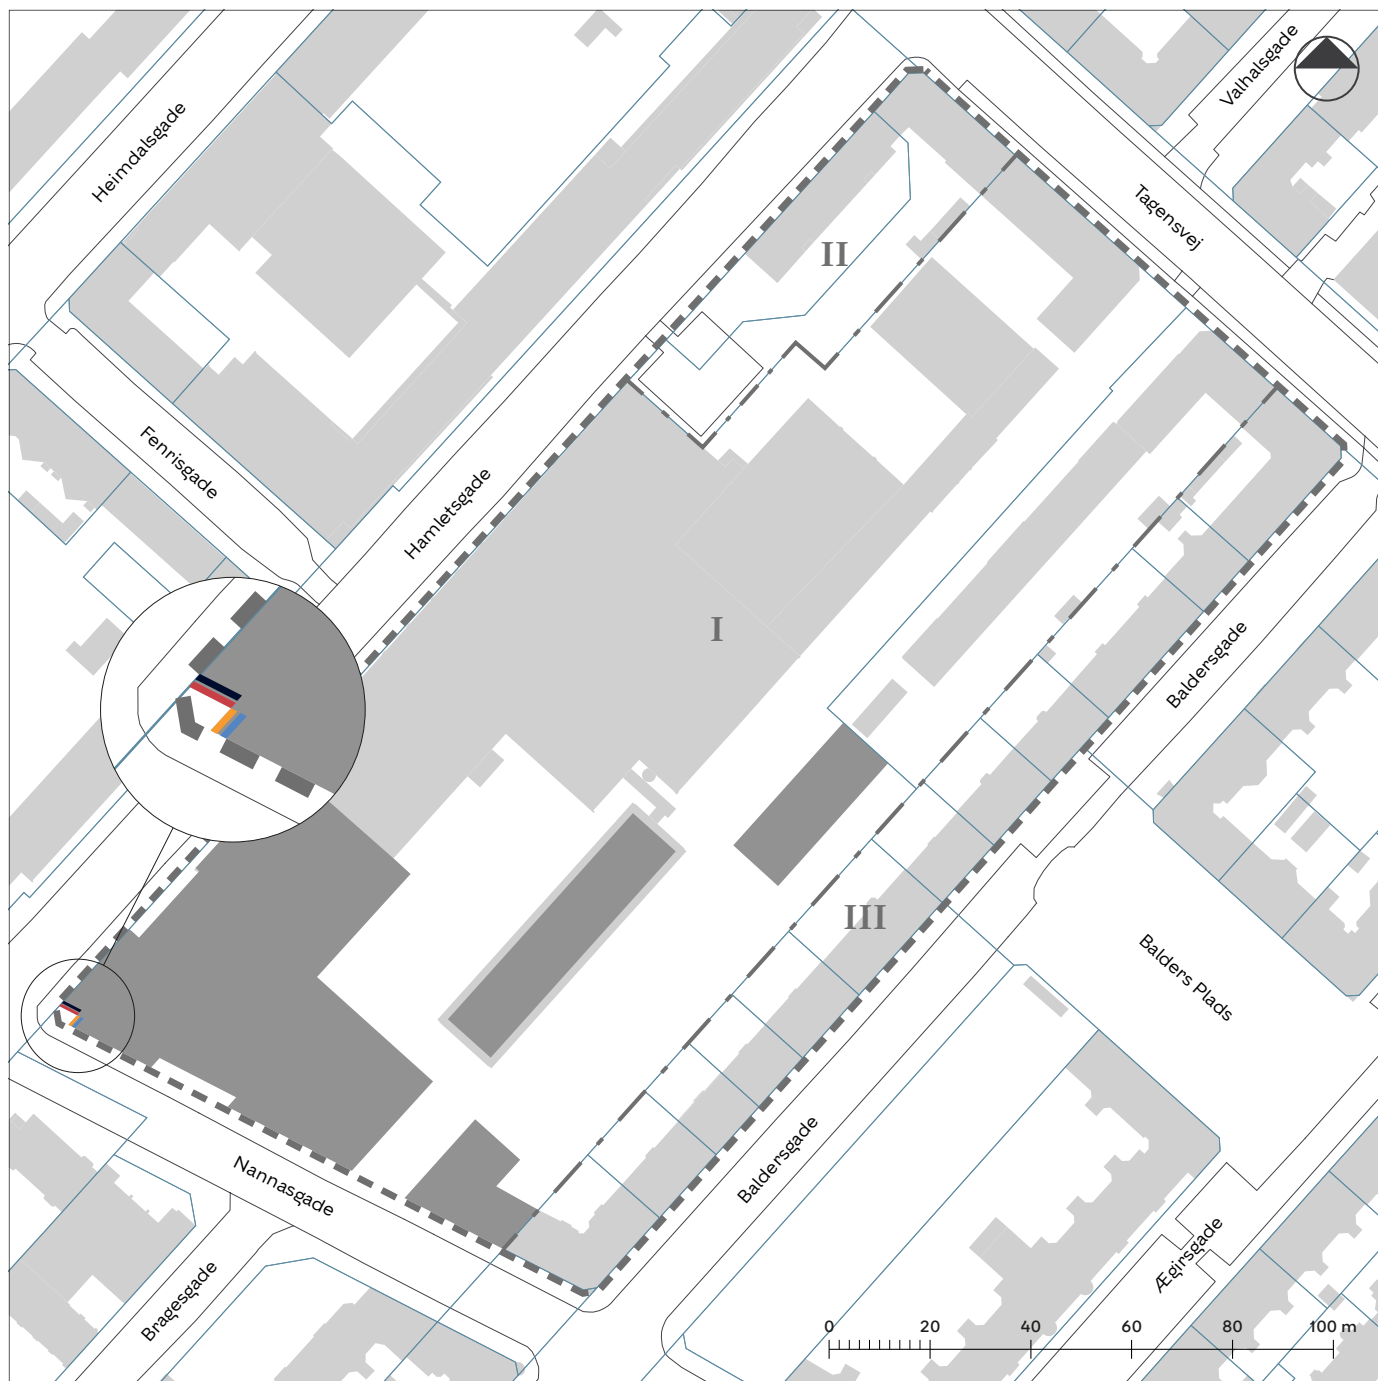 Valhalsgade
Heimdalsgade
Tagensvej
II
Fenrisgade
Hamletsgade
I
Baldersgade
III
Balders Plads
Baldersgade
Nannasgade
Ægirsgade
Bragesgade
0 20 40 60 80 100 m